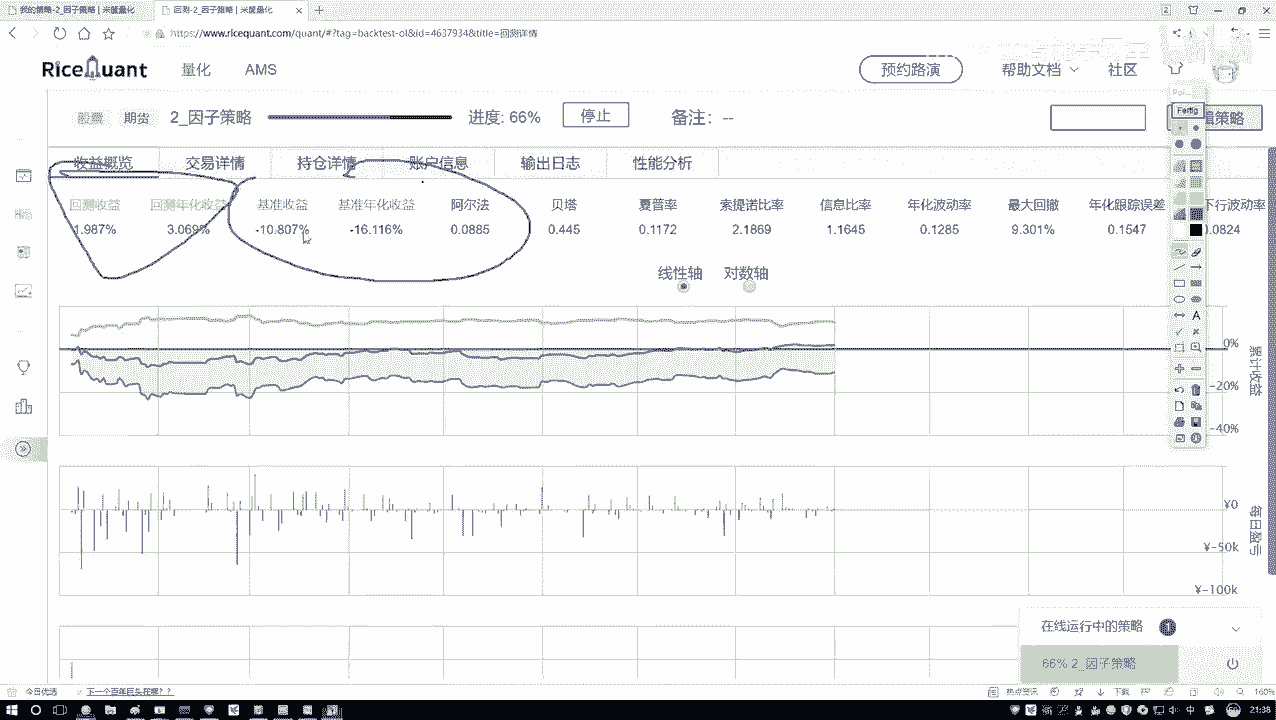 我的策略-2_因子策略 | 米筐量化
回测-2_因子策略 | 米筐量化
https://www.ricequant.com/quant/#?tag=backtest-ol&id=4637934&title=回测详情
RiceQuant 量化 AMS 预约路演 帮助文档 社区
股票 期货 2_因子策略 进度: 66% 停止 备注: -- 辑策略
收益概览 交易详情 持仓详情 账户信息 输出日志 性能分析
回测收益 回测年化收益 基准收益 基准年化收益 阿尔法 贝塔 夏普率 索提诺比率 信息比率 年化波动率 最大回撤 年化跟踪误差 下行波动率
1.987% 3.069% -10.807% -16.116% 0.0885 0.445 0.1172 2.1869 1.1645 0.1285 9.301% 0.1547 0.0824
线性轴 对数轴
Fertig
0%
-20%
-40%
累计收益
¥0
¥-50k
¥-100k
每日盈亏
在线运行中的策略 1
66% 2_因子策略
今日优选 下一个百年巨头在哪？？ 热点资讯 下载 160%
中 21:38